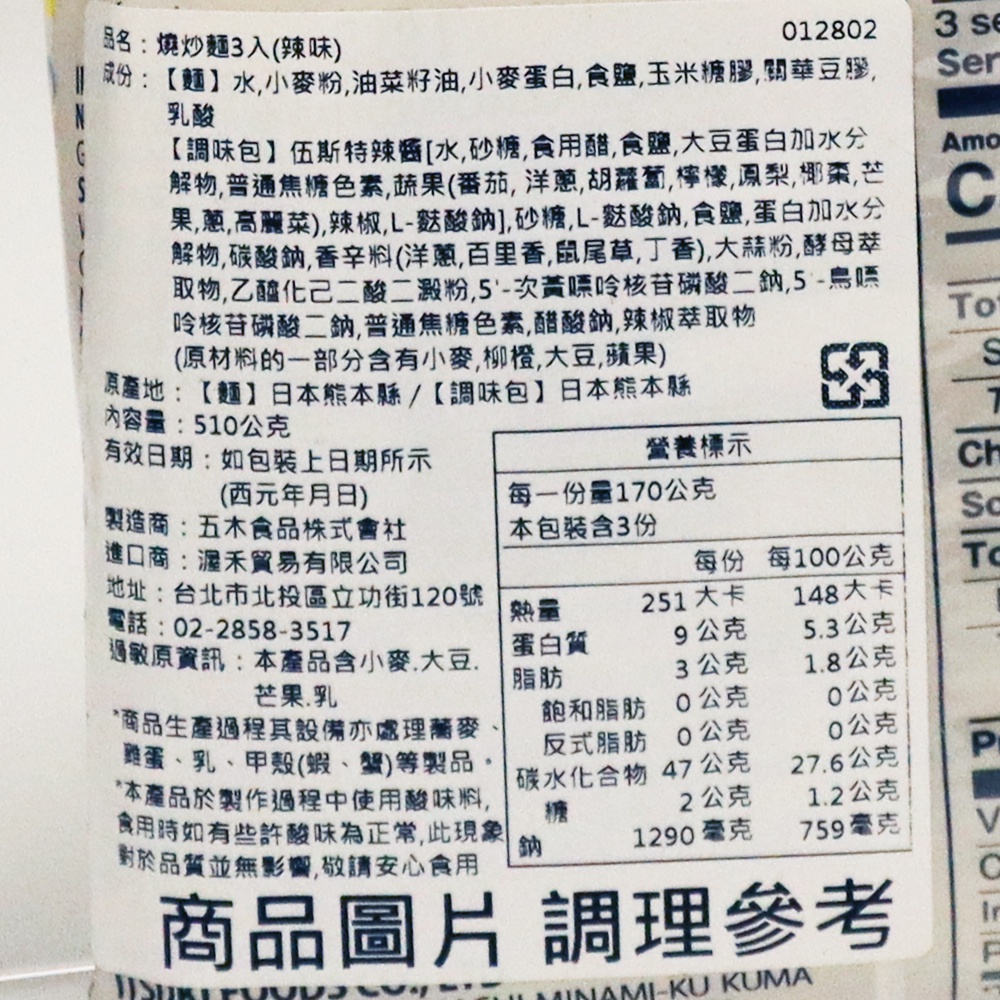 品名：燒炒麵3入(辣味)
012802
成份：【麵】水,小麥粉,油菜籽油,小麥蛋白,食鹽,玉米糖膠,關華豆膠,
乳酸
【調味包】伍斯特辣醬[水,砂糖,食用醋,食鹽,大豆蛋白加水分
解物,普通焦糖色素,蔬果(番茄, 洋蔥,胡蘿蔔,檸檬,鳳梨,椰棗,芒
果,蔥,高麗菜),辣椒,L-麩酸鈉],砂糖,L-麩酸鈉,食鹽,蛋白加水分
解物,碳酸鈉,香辛料(洋蔥,百里香,鼠尾草,丁香),大蒜粉,酵母萃
取物,乙醯化己二酸二澱粉,5'-次黃嘌呤核苷磷酸二鈉,5'-鳥嘌
呤核苷磷酸二鈉,普通焦糖色素,醋酸鈉,辣椒萃取物
(原材料的一部分含有小麥,柳橙,大豆,蘋果)
原產地：【麵】日本熊本縣/【調味包】日本熊本縣
內容量：510公克
有效日期：如包裝上日期所示
(西元年月日)
製造商：五木食品株式會社
進口商：渥禾貿易有限公司
地址：台北市北投區立功街120號
電話：02-2858-3517
過敏原資訊：本產品含小麥.大豆.
芒果.乳
*商品生產過程其設備亦處理蕎麥、
雞蛋、乳、甲殼(蝦、蟹)等製品。
*本產品於製作過程中使用酸味料,
食用時如有些許酸味為正常,此現象
對於品質並無影響,敬請安心食用
營養標示
每一份量170公克
本包裝含3份
每份 每100公克
熱量 251大卡 148大卡
蛋白質 9公克 5.3公克
脂肪 3公克 1.8公克
飽和脂肪 0公克 0公克
反式脂肪 0公克 0公克
碳水化合物 47公克 27.6公克
糖 2公克 1.2公克
鈉 1290毫克 759毫克
商品圖片 調理參考
MINAMI-KU KUMA
3 se
Ser
Amo
C
To
S
Ch
So
To